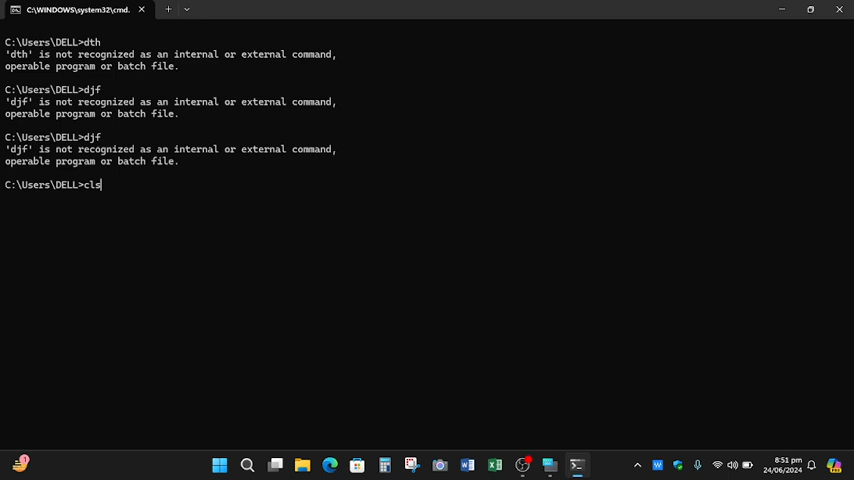 C:\WINDOWS\system32\cmd.
C:\Users\DELL>dth
'dth' is not recognized as an internal or external command,
operable program or batch file.
C:\Users\DELL>djf
'djf' is not recognized as an internal or external command,
operable program or batch file.
C:\Users\DELL>djf
'djf' is not recognized as an internal or external command,
operable program or batch file.
C:\Users\DELL>cls
8:51 pm
24/06/2024